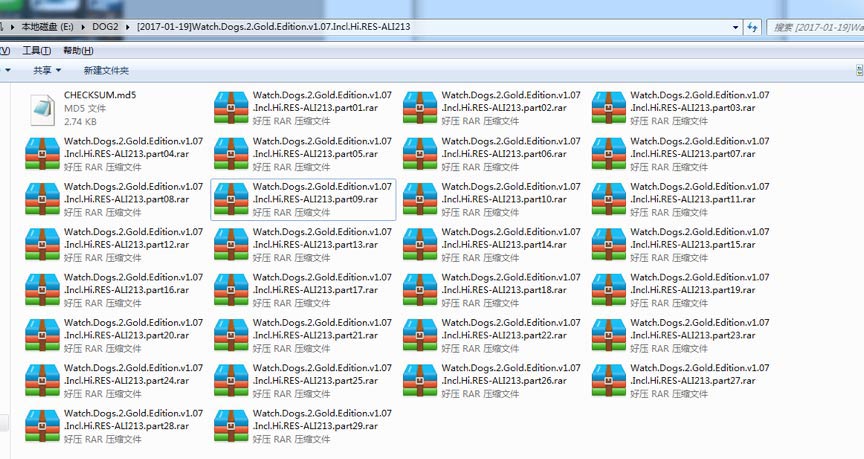 本地磁盘 (E:) ▸ DOG2 ▸ [2017-01-19]Watch.Dogs.2.Gold.Edition.v1.07.Incl.Hi.RES-ALI213
搜索 [2017-01-19]Wa
(V) 工具(T) 帮助(H)
共享 新建文件夹
CHECKSUM.md5
MD5 文件
2.74 KB
Watch.Dogs.2.Gold.Edition.v1.07
.Incl.Hi.RES-ALI213.part01.rar
好压 RAR 压缩文件
Watch.Dogs.2.Gold.Edition.v1.07
.Incl.Hi.RES-ALI213.part02.rar
好压 RAR 压缩文件
Watch.Dogs.2.Gold.Edition.v1.07
.Incl.Hi.RES-ALI213.part03.rar
好压 RAR 压缩文件
Watch.Dogs.2.Gold.Edition.v1.07
.Incl.Hi.RES-ALI213.part04.rar
好压 RAR 压缩文件
Watch.Dogs.2.Gold.Edition.v1.07
.Incl.Hi.RES-ALI213.part05.rar
好压 RAR 压缩文件
Watch.Dogs.2.Gold.Edition.v1.07
.Incl.Hi.RES-ALI213.part06.rar
好压 RAR 压缩文件
Watch.Dogs.2.Gold.Edition.v1.07
.Incl.Hi.RES-ALI213.part07.rar
好压 RAR 压缩文件
Watch.Dogs.2.Gold.Edition.v1.07
.Incl.Hi.RES-ALI213.part08.rar
好压 RAR 压缩文件
Watch.Dogs.2.Gold.Edition.v1.07
.Incl.Hi.RES-ALI213.part09.rar
好压 RAR 压缩文件
Watch.Dogs.2.Gold.Edition.v1.07
.Incl.Hi.RES-ALI213.part10.rar
好压 RAR 压缩文件
Watch.Dogs.2.Gold.Edition.v1.07
.Incl.Hi.RES-ALI213.part11.rar
好压 RAR 压缩文件
Watch.Dogs.2.Gold.Edition.v1.07
.Incl.Hi.RES-ALI213.part12.rar
好压 RAR 压缩文件
Watch.Dogs.2.Gold.Edition.v1.07
.Incl.Hi.RES-ALI213.part13.rar
好压 RAR 压缩文件
Watch.Dogs.2.Gold.Edition.v1.07
.Incl.Hi.RES-ALI213.part14.rar
好压 RAR 压缩文件
Watch.Dogs.2.Gold.Edition.v1.07
.Incl.Hi.RES-ALI213.part15.rar
好压 RAR 压缩文件
Watch.Dogs.2.Gold.Edition.v1.07
.Incl.Hi.RES-ALI213.part16.rar
好压 RAR 压缩文件
Watch.Dogs.2.Gold.Edition.v1.07
.Incl.Hi.RES-ALI213.part17.rar
好压 RAR 压缩文件
Watch.Dogs.2.Gold.Edition.v1.07
.Incl.Hi.RES-ALI213.part18.rar
好压 RAR 压缩文件
Watch.Dogs.2.Gold.Edition.v1.07
.Incl.Hi.RES-ALI213.part19.rar
好压 RAR 压缩文件
Watch.Dogs.2.Gold.Edition.v1.07
.Incl.Hi.RES-ALI213.part20.rar
好压 RAR 压缩文件
Watch.Dogs.2.Gold.Edition.v1.07
.Incl.Hi.RES-ALI213.part21.rar
好压 RAR 压缩文件
Watch.Dogs.2.Gold.Edition.v1.07
.Incl.Hi.RES-ALI213.part22.rar
好压 RAR 压缩文件
Watch.Dogs.2.Gold.Edition.v1.07
.Incl.Hi.RES-ALI213.part23.rar
好压 RAR 压缩文件
Watch.Dogs.2.Gold.Edition.v1.07
.Incl.Hi.RES-ALI213.part24.rar
好压 RAR 压缩文件
Watch.Dogs.2.Gold.Edition.v1.07
.Incl.Hi.RES-ALI213.part25.rar
好压 RAR 压缩文件
Watch.Dogs.2.Gold.Edition.v1.07
.Incl.Hi.RES-ALI213.part26.rar
好压 RAR 压缩文件
Watch.Dogs.2.Gold.Edition.v1.07
.Incl.Hi.RES-ALI213.part27.rar
好压 RAR 压缩文件
Watch.Dogs.2.Gold.Edition.v1.07
.Incl.Hi.RES-ALI213.part28.rar
好压 RAR 压缩文件
Watch.Dogs.2.Gold.Edition.v1.07
.Incl.Hi.RES-ALI213.part29.rar
好压 RAR 压缩文件